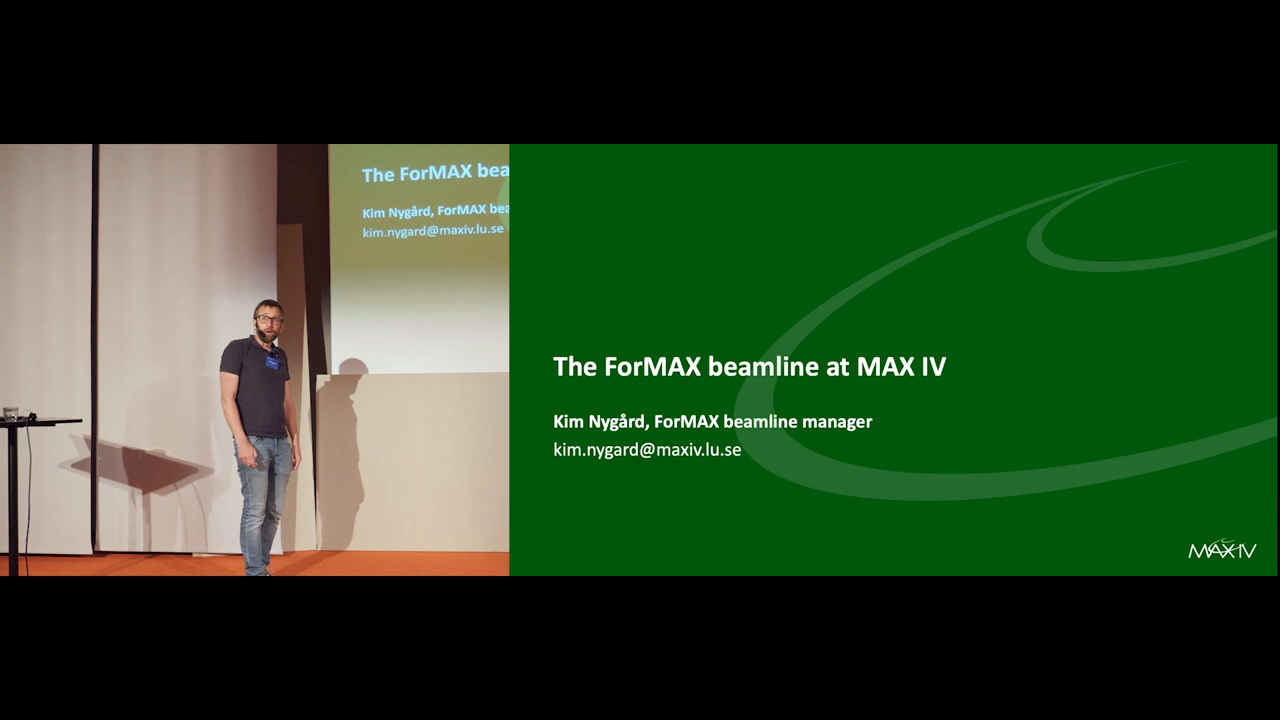 The ForMAX bea
Kim Nygård, ForMAX bea
kim.nygard@maxiv.lu.se
The ForMAX beamline at MAX IV
Kim Nygård, ForMAX beamline manager
kim.nygard@maxiv.lu.se
MAX IV